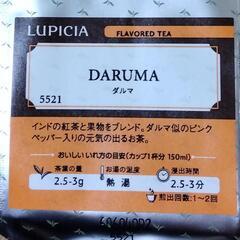 LUPICIA
FLAVORED TEA
DARUMA
ダルマ
5521
インドの紅茶と果物をブレンド。ダルマ似のピンク
ペッパー入りの元気の出るお茶。
おいしいいれ方の目安(カップ1杯分 150ml)
茶葉の量 お湯の温度 浸出時間
2.5-3g 熱湯 2.5-3分
煎出回数:1~2回
5521